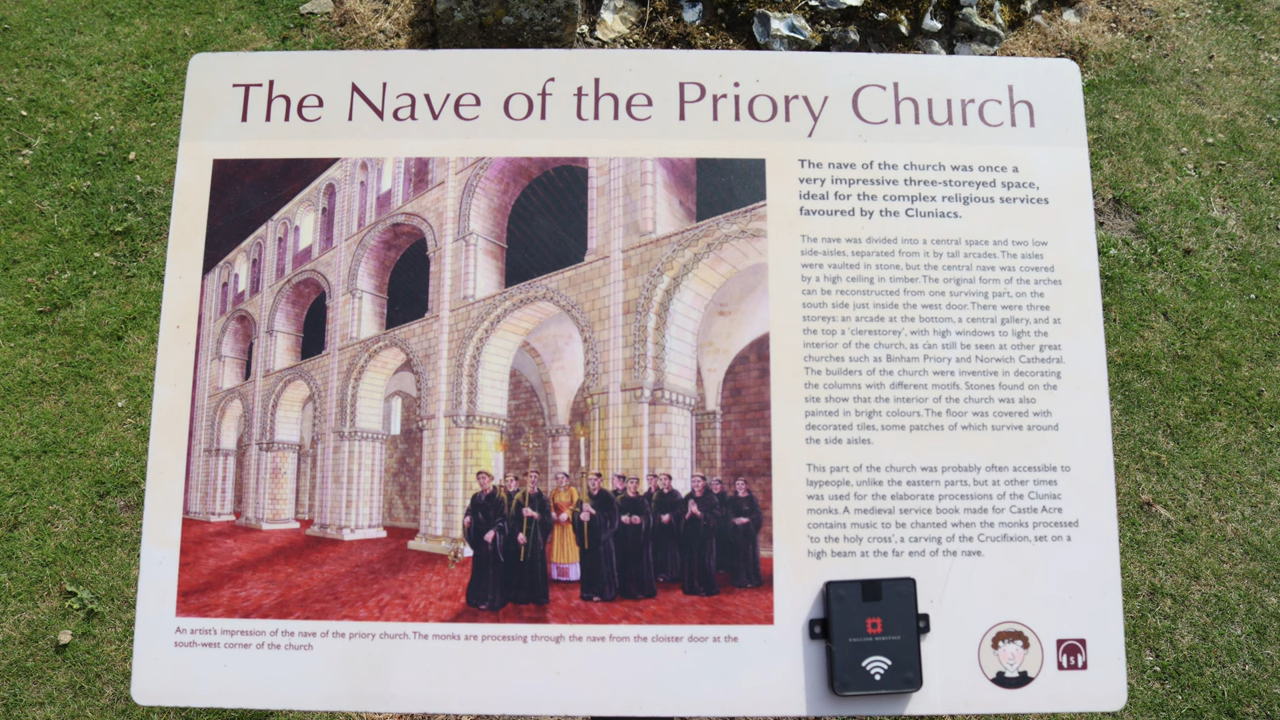 The Nave of the Priory Church
The nave of the church was once a
very impressive three-storeyed space,
ideal for the complex religious services
favoured by the Cluniacs.
The nave was divided into a central space and two low
side-aisles, separated from it by tall arcades. The aisles
were vaulted in stone, but the central nave was covered
by a high ceiling in timber. The original form of the arches
can be reconstructed from one surviving part, on the
south side just inside the west door. There were three
storeys: an arcade at the bottom, a central gallery, and at
the top a 'clerestorey', with high windows to light the
interior of the church, as can still be seen at other great
churches such as Binham Priory and Norwich Cathedral.
The builders of the church were inventive in decorating
the columns with different motifs. Stones found on the
site show that the interior of the church was also
painted in bright colours. The floor was covered with
decorated tiles, some patches of which survive around
the side aisles.
This part of the church was probably often accessible to
laypeople, unlike the eastern parts, but at other times
was used for the elaborate processions of the Cluniac
monks. A medieval service book made for Castle Acre
contains music to be chanted when the monks processed
'to the holy cross', a carving of the Crucifixion, set on a
high beam at the far end of the nave.
An artist's impression of the nave of the priory church. The monks are processing through the nave from the cloister door at the
south-west corner of the church
ENGLISH HERITAGE
5